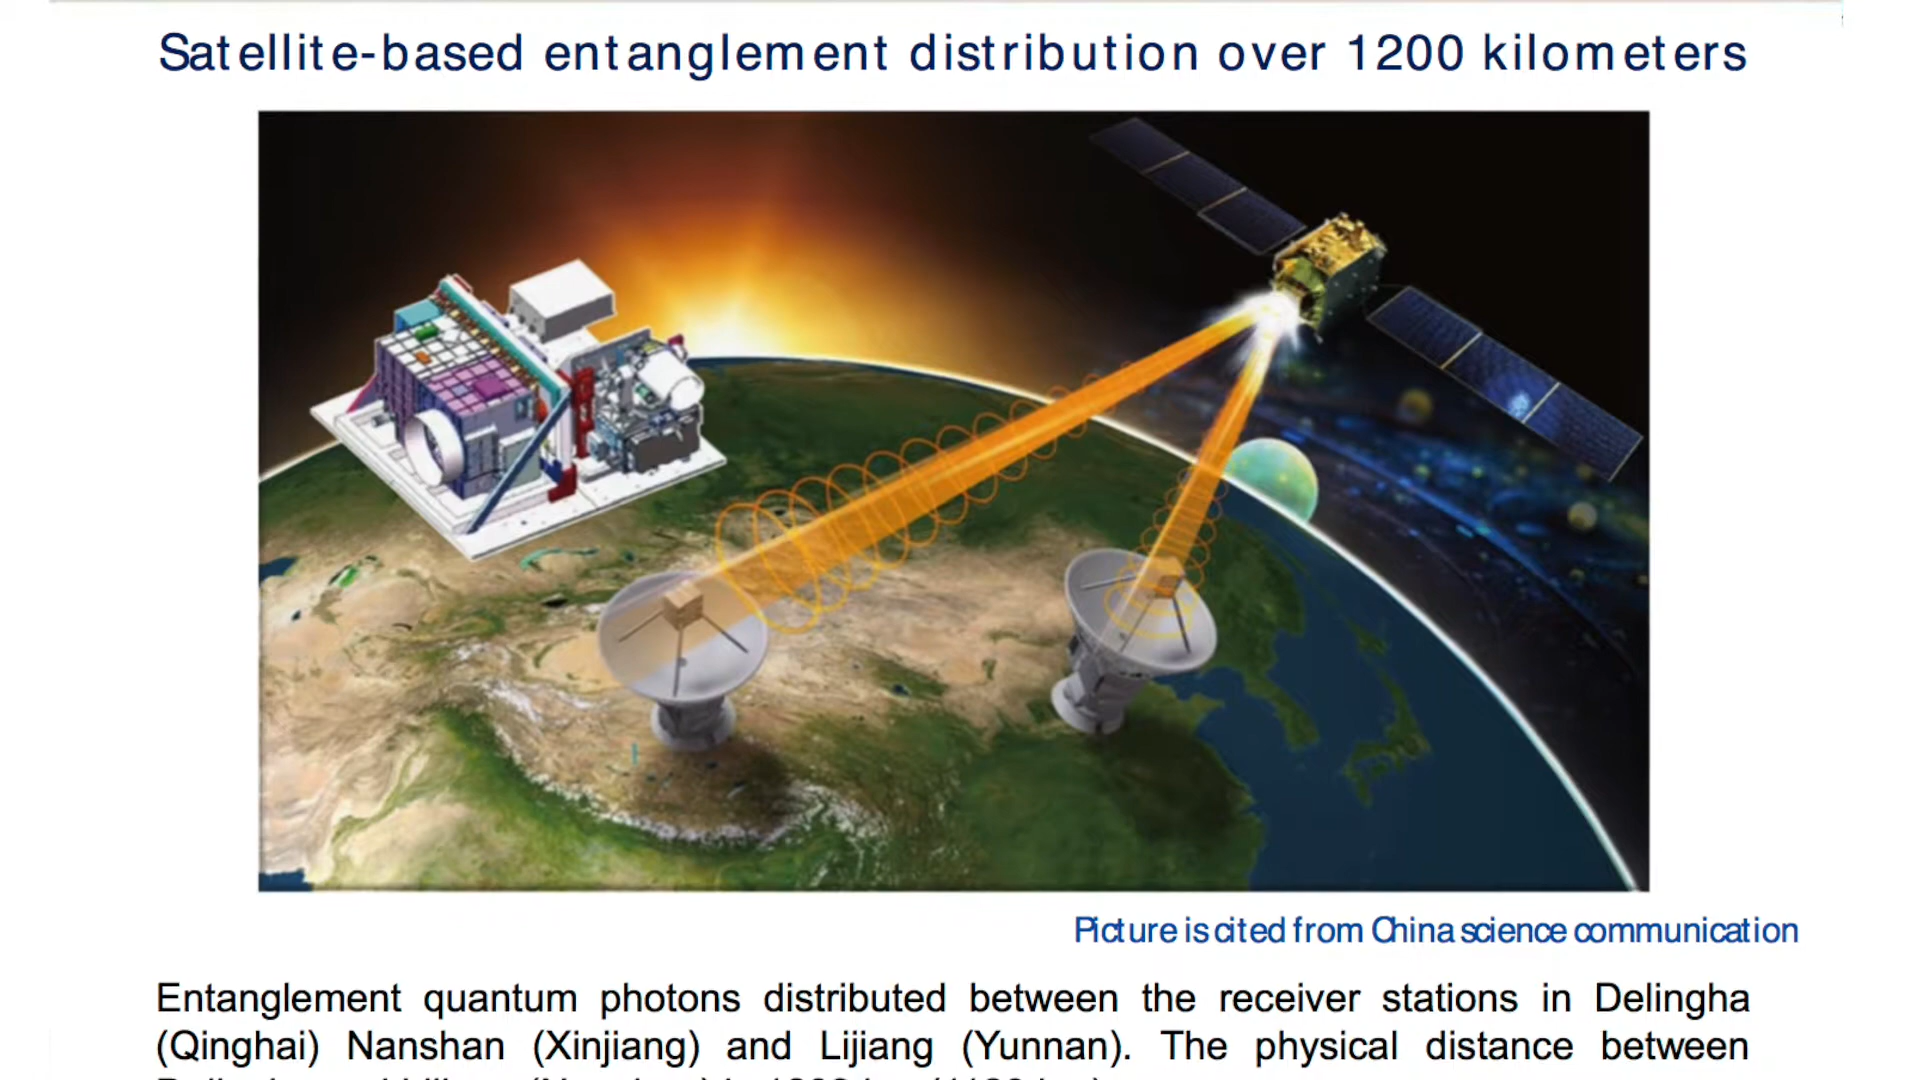 Satellite-based entanglement distribution over 1200 kilometers
Picture is cited from China science communication
Entanglement quantum photons distributed between the receiver stations in Delingha
(Qinghai) Nanshan (Xinjiang) and Lijiang (Yunnan). The physical distance between